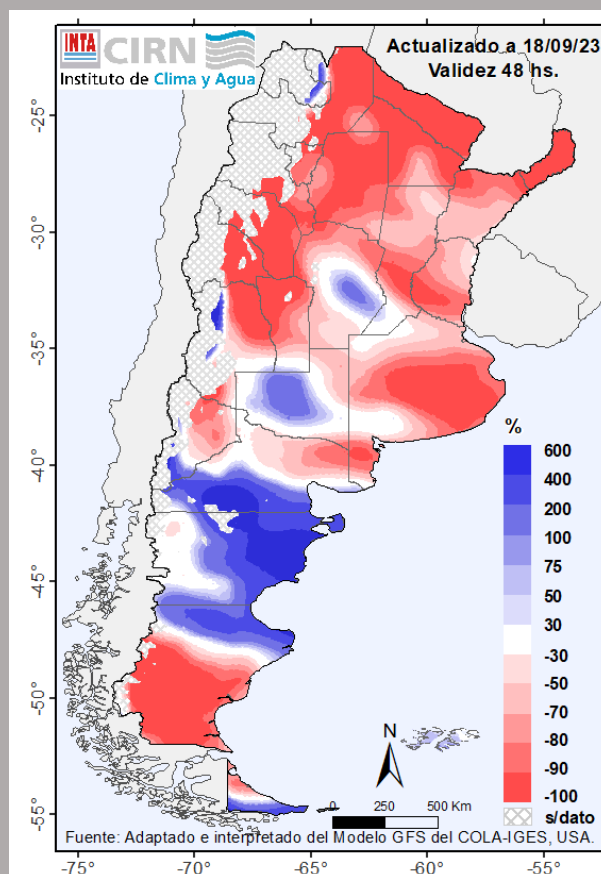 INTA CIRN
Instituto de Clima y Agua
Actualizado a 18/09/23
Validez 48 hs.
-25°
-30°
-35°
-40°
-45°
-50°
-55°
%
600
400
200
100
75
50
30
-30
-50
-70
-80
-90
-100
s/dato
N
0 250 500 Km
Fuente: Adaptado e interpretado del Modelo GFS del COLA-IGES, USA.
-75° -70° -65° -60° -55°